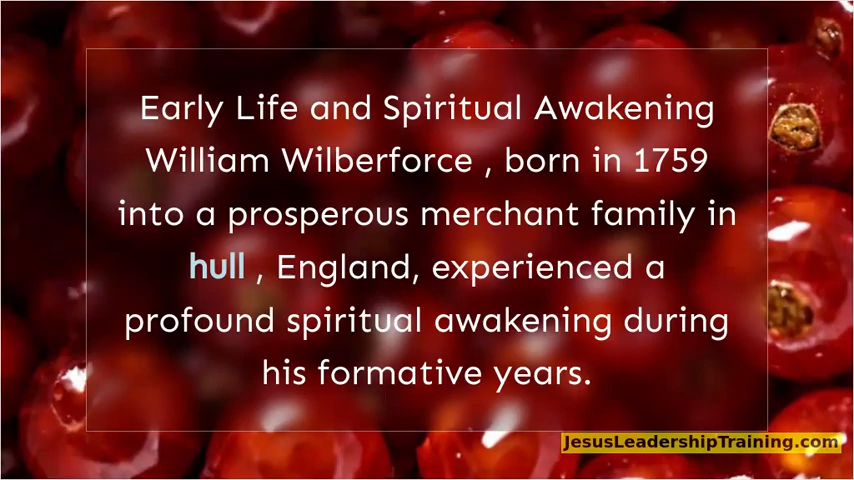 Early Life and Spiritual Awakening
William Wilberforce , born in 1759
into a prosperous merchant family in
hull , England, experienced a
profound spiritual awakening during
his formative years.
JesusLeadershipTraining.com